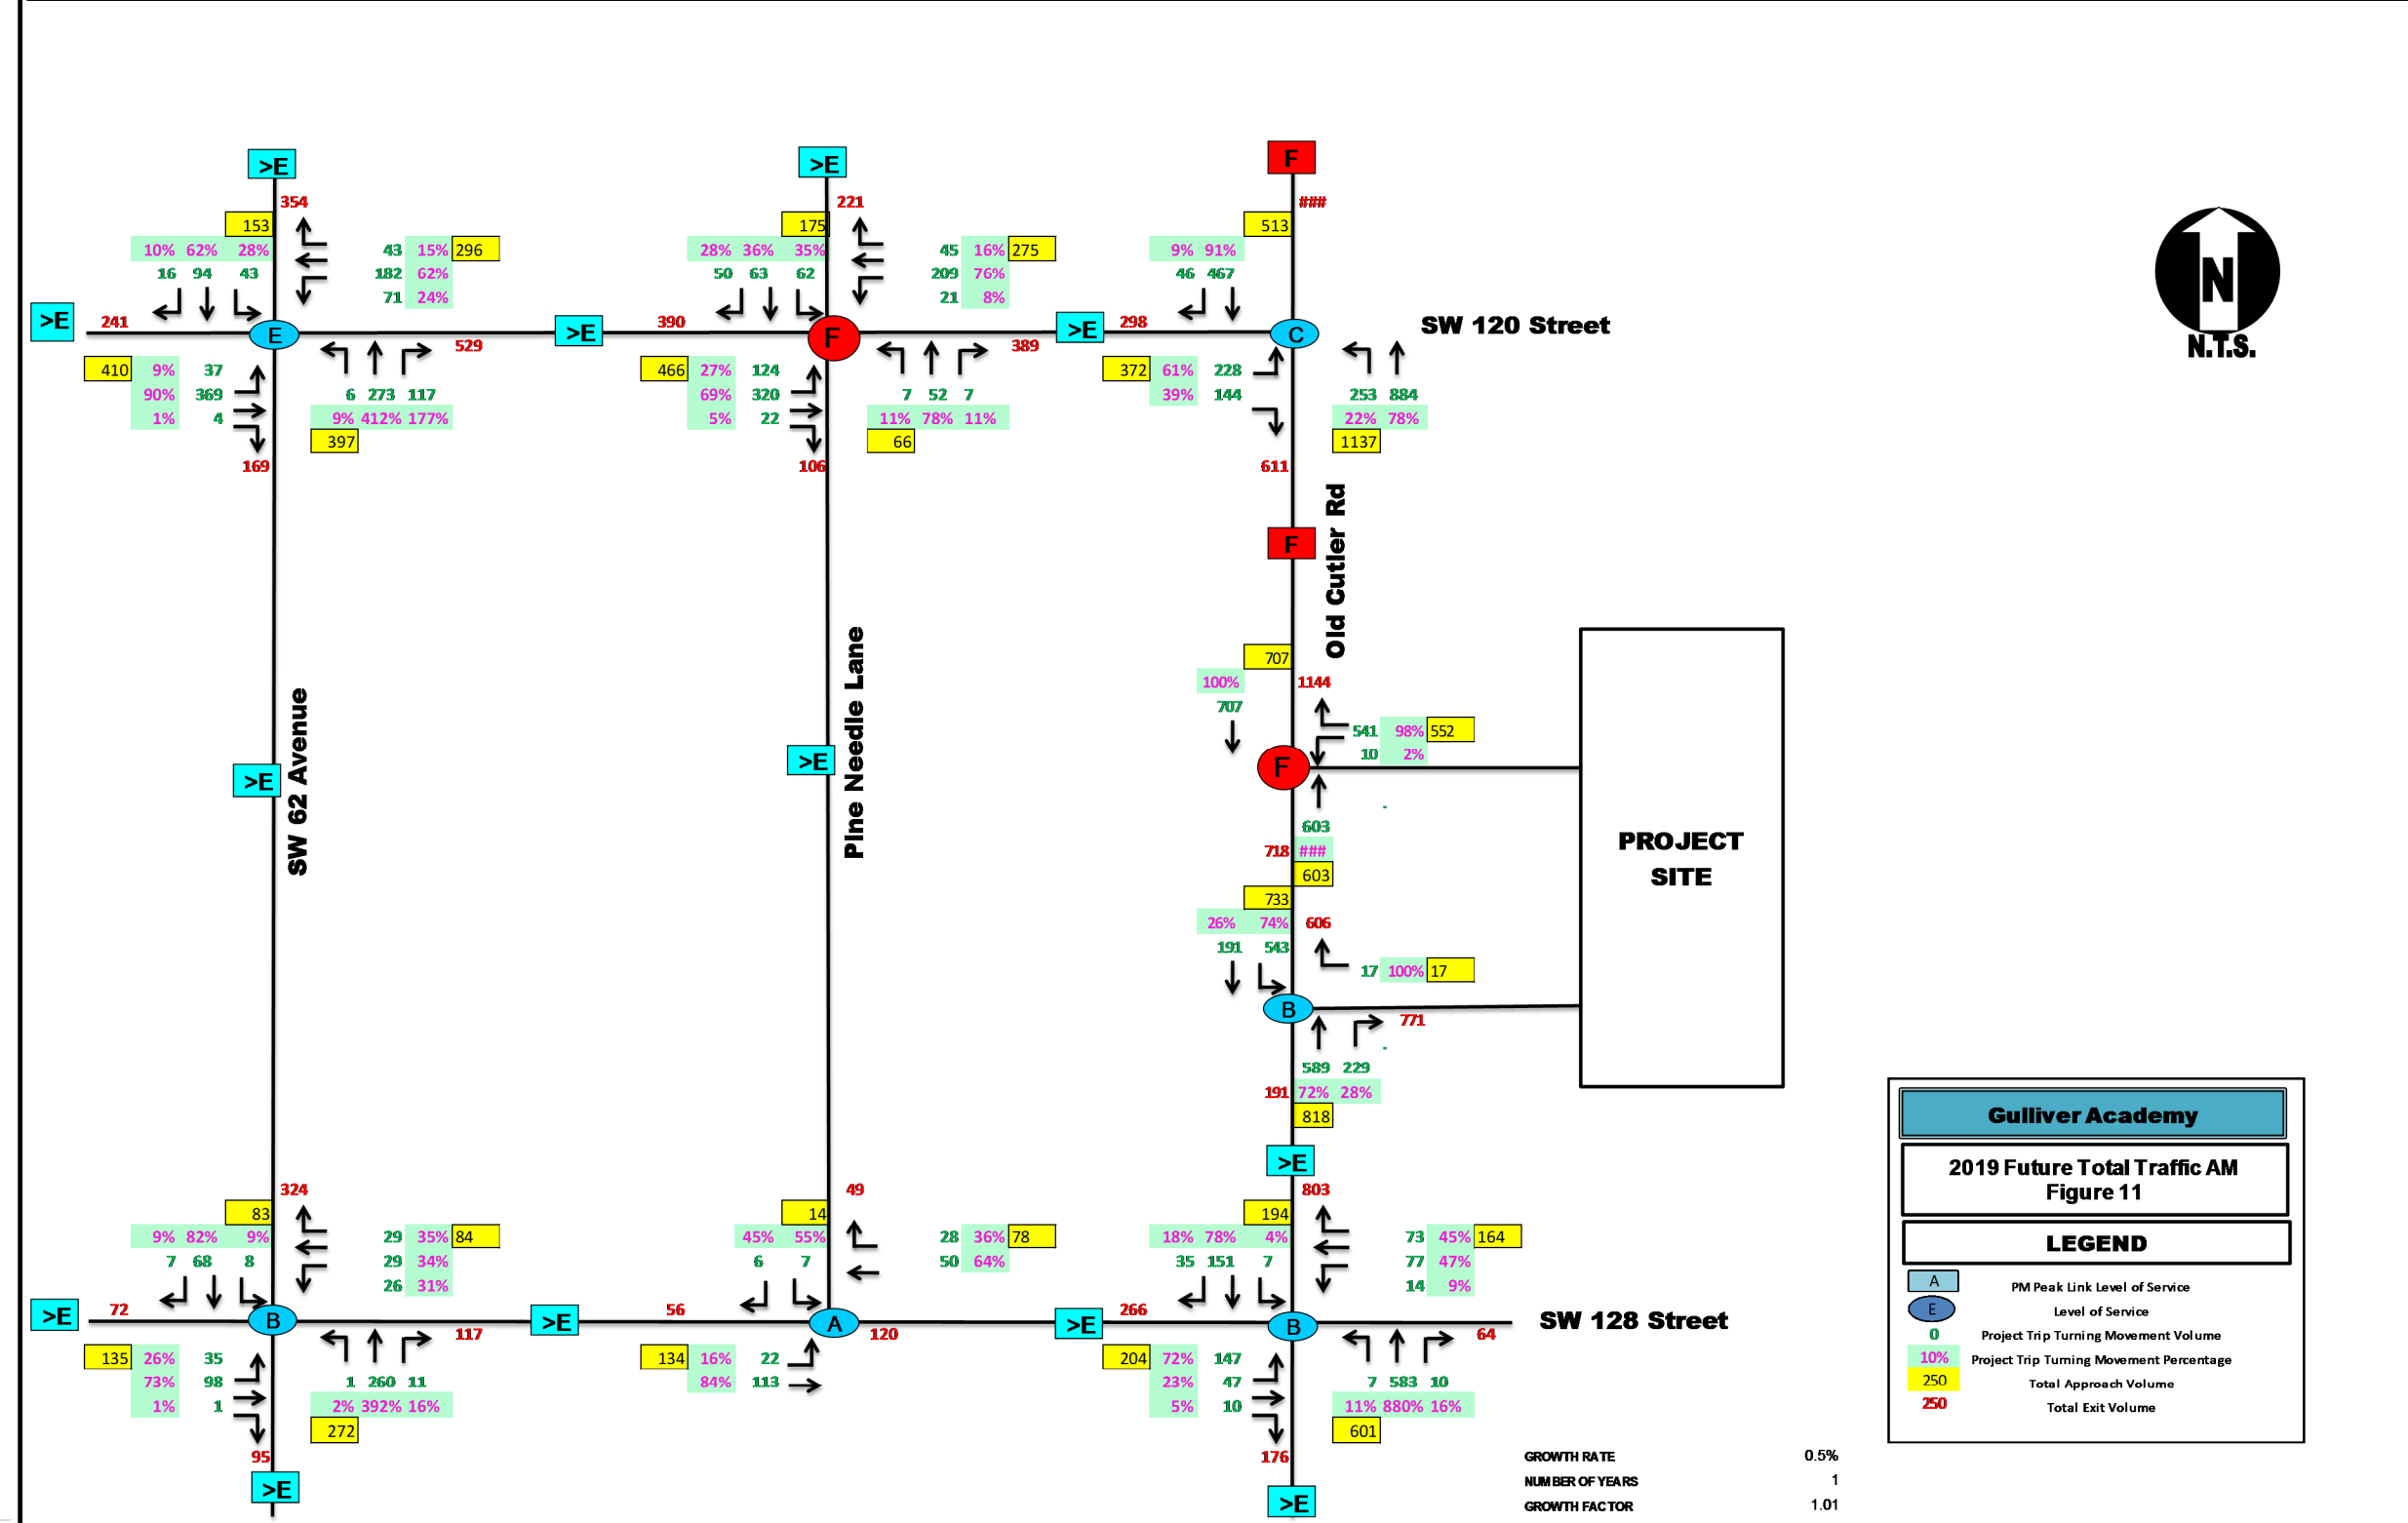 >E >E F
354 221 ###
153 175 513
10% 62% 28% 43 15% 296 28% 36% 35% 45 16% 275 9% 91%
16 94 43 182 62% 50 63 62 209 76% 46 467
71 24% 21 8%
>E 241 E >E 390 F >E 298 C SW 120 Street
529 389
410 9% 37 466 27% 124 372 61% 228
90% 369 6 273 117 69% 320 7 52 7 39% 144 253 884
1% 4 9% 412% 177% 5% 22 11% 78% 11% 22% 78%
397 66 1137
169 106 611
N
N.T.S.
F
Old Cutler Rd
707
100% 1144
707
541 98% 552
10 2%
SW 62 Avenue
>E
Pine Needle Lane
>E
F
603
718 ###
603
PROJECT
SITE
733
26% 74% 606
191 543
17 100% 17
B
771
589 229
191 72% 28%
818
>E
324 49 803
83 14 194
9% 82% 9% 29 35% 84 45% 55% 28 36% 78 18% 78% 4% 73 45% 164
7 68 8 29 34% 6 7 50 64% 35 151 7 77 47%
26 31% 14 9%
>E 72 B >E 56 A >E 266 B SW 128 Street
117 120 64
135 26% 35 134 16% 22 204 72% 147
73% 98 1 260 11 84% 113 23% 47 7 583 10
1% 1 2% 392% 16% 5% 10 11% 880% 16%
272 601
95 176
>E >E
GROWTH RATE 0.5%
NUMBER OF YEARS 1
GROWTH FACTOR 1.01
Gulliver Academy
2019 Future Total Traffic AM
Figure 11
LEGEND
A PM Peak Link Level of Service
E Level of Service
0 Project Trip Turning Movement Volume
10% Project Trip Turning Movement Percentage
250 Total Approach Volume
250 Total Exit Volume